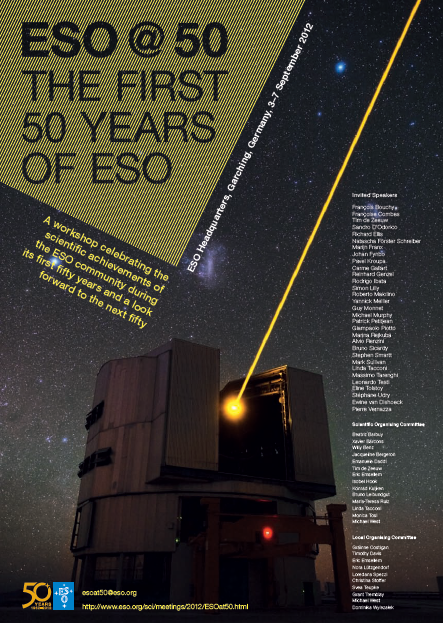 ESO @ 50
THE FIRST
50 YEARS
OF ESO
ESO Headquarters, Garching, Germany, 3–7 September 2012
A workshop celebrating the
scientific achievements of
the ESO community during
its first fifty years and a look
forward to the next fifty
Invited Speakers
François Bouchy
Françoise Combes
Tim de Zeeuw
Sandro D'Odorico
Richard Ellis
Natascha Förster Schreiber
Marijn Franx
Johan Fynbo
Pavel Kroupa
Carine Gallart
Reinhard Genzel
Rodrigo Ibata
Simon Lilly
Roberto Maiolino
Yannick Mellier
Guy Monnet
Michael Murphy
Patrick Petitjean
Giampaolo Piotto
Marina Rejkuba
Alvio Renzini
Bruno Sicardy
Stephen Smartt
Mark Sullivan
Linda Tacconi
Massimo Tarenghi
Leonardo Testi
Eline Tolstoy
Stéphane Udry
Ewine van Dishoeck
Pierre Vernazza
Scientific Organising Committee
Beatriz Barbuy
Xavier Barcons
Willy Benz
Jacqueline Bergeron
Emanuele Daddi
Tim de Zeeuw
Eric Emsellem
Isobel Hook
Konrad Kuijken
Bruno Leibundgut
Maria-Teresa Ruiz
Linda Tacconi
Monica Tosi
Michael West
Local Organising Committee
Gráinne Costigan
Timothy Davis
Eric Emsellem
Nora Lützgendorf
Loredana Spezzi
Christina Stoffer
Svea Teupke
Grant Tremblay
Michael West
Dominika Wylezalek
50
YEARS
ESO
esoat50@eso.org
http://www.eso.org/sci/meetings/2012/ESOat50.html